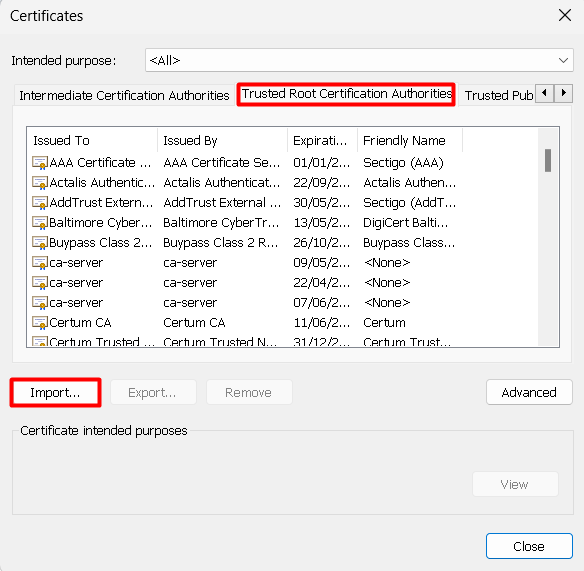 Certificates
Intended purpose: <All>
Intermediate Certification Authorities Trusted Root Certification Authorities Trusted Pub
Issued To Issued By Expirati... Friendly Name
AAA Certificate ... AAA Certificate Se... 01/01/2... Sectigo (AAA)
Actalis Authentic... Actalis Authenticat... 22/09/2... Actalis Authen...
AddTrust Extern... AddTrust External ... 30/05/2... Sectigo (AddT...
Baltimore CyberT... Baltimore CyberTr... 13/05/2... DigiCert Balti...
Buypass Class 2... Buypass Class 2 R... 26/10/2... Buypass Class...
ca-server ca-server 09/05/2... <None>
ca-server ca-server 22/04/2... <None>
ca-server ca-server 07/06/2... <None>
Certum CA Certum CA 11/06/2... Certum
Certum Trusted ... Certum Trusted N... 31/12/2... Certum Trust...
Import... Export... Remove Advanced
Certificate intended purposes
View
Close